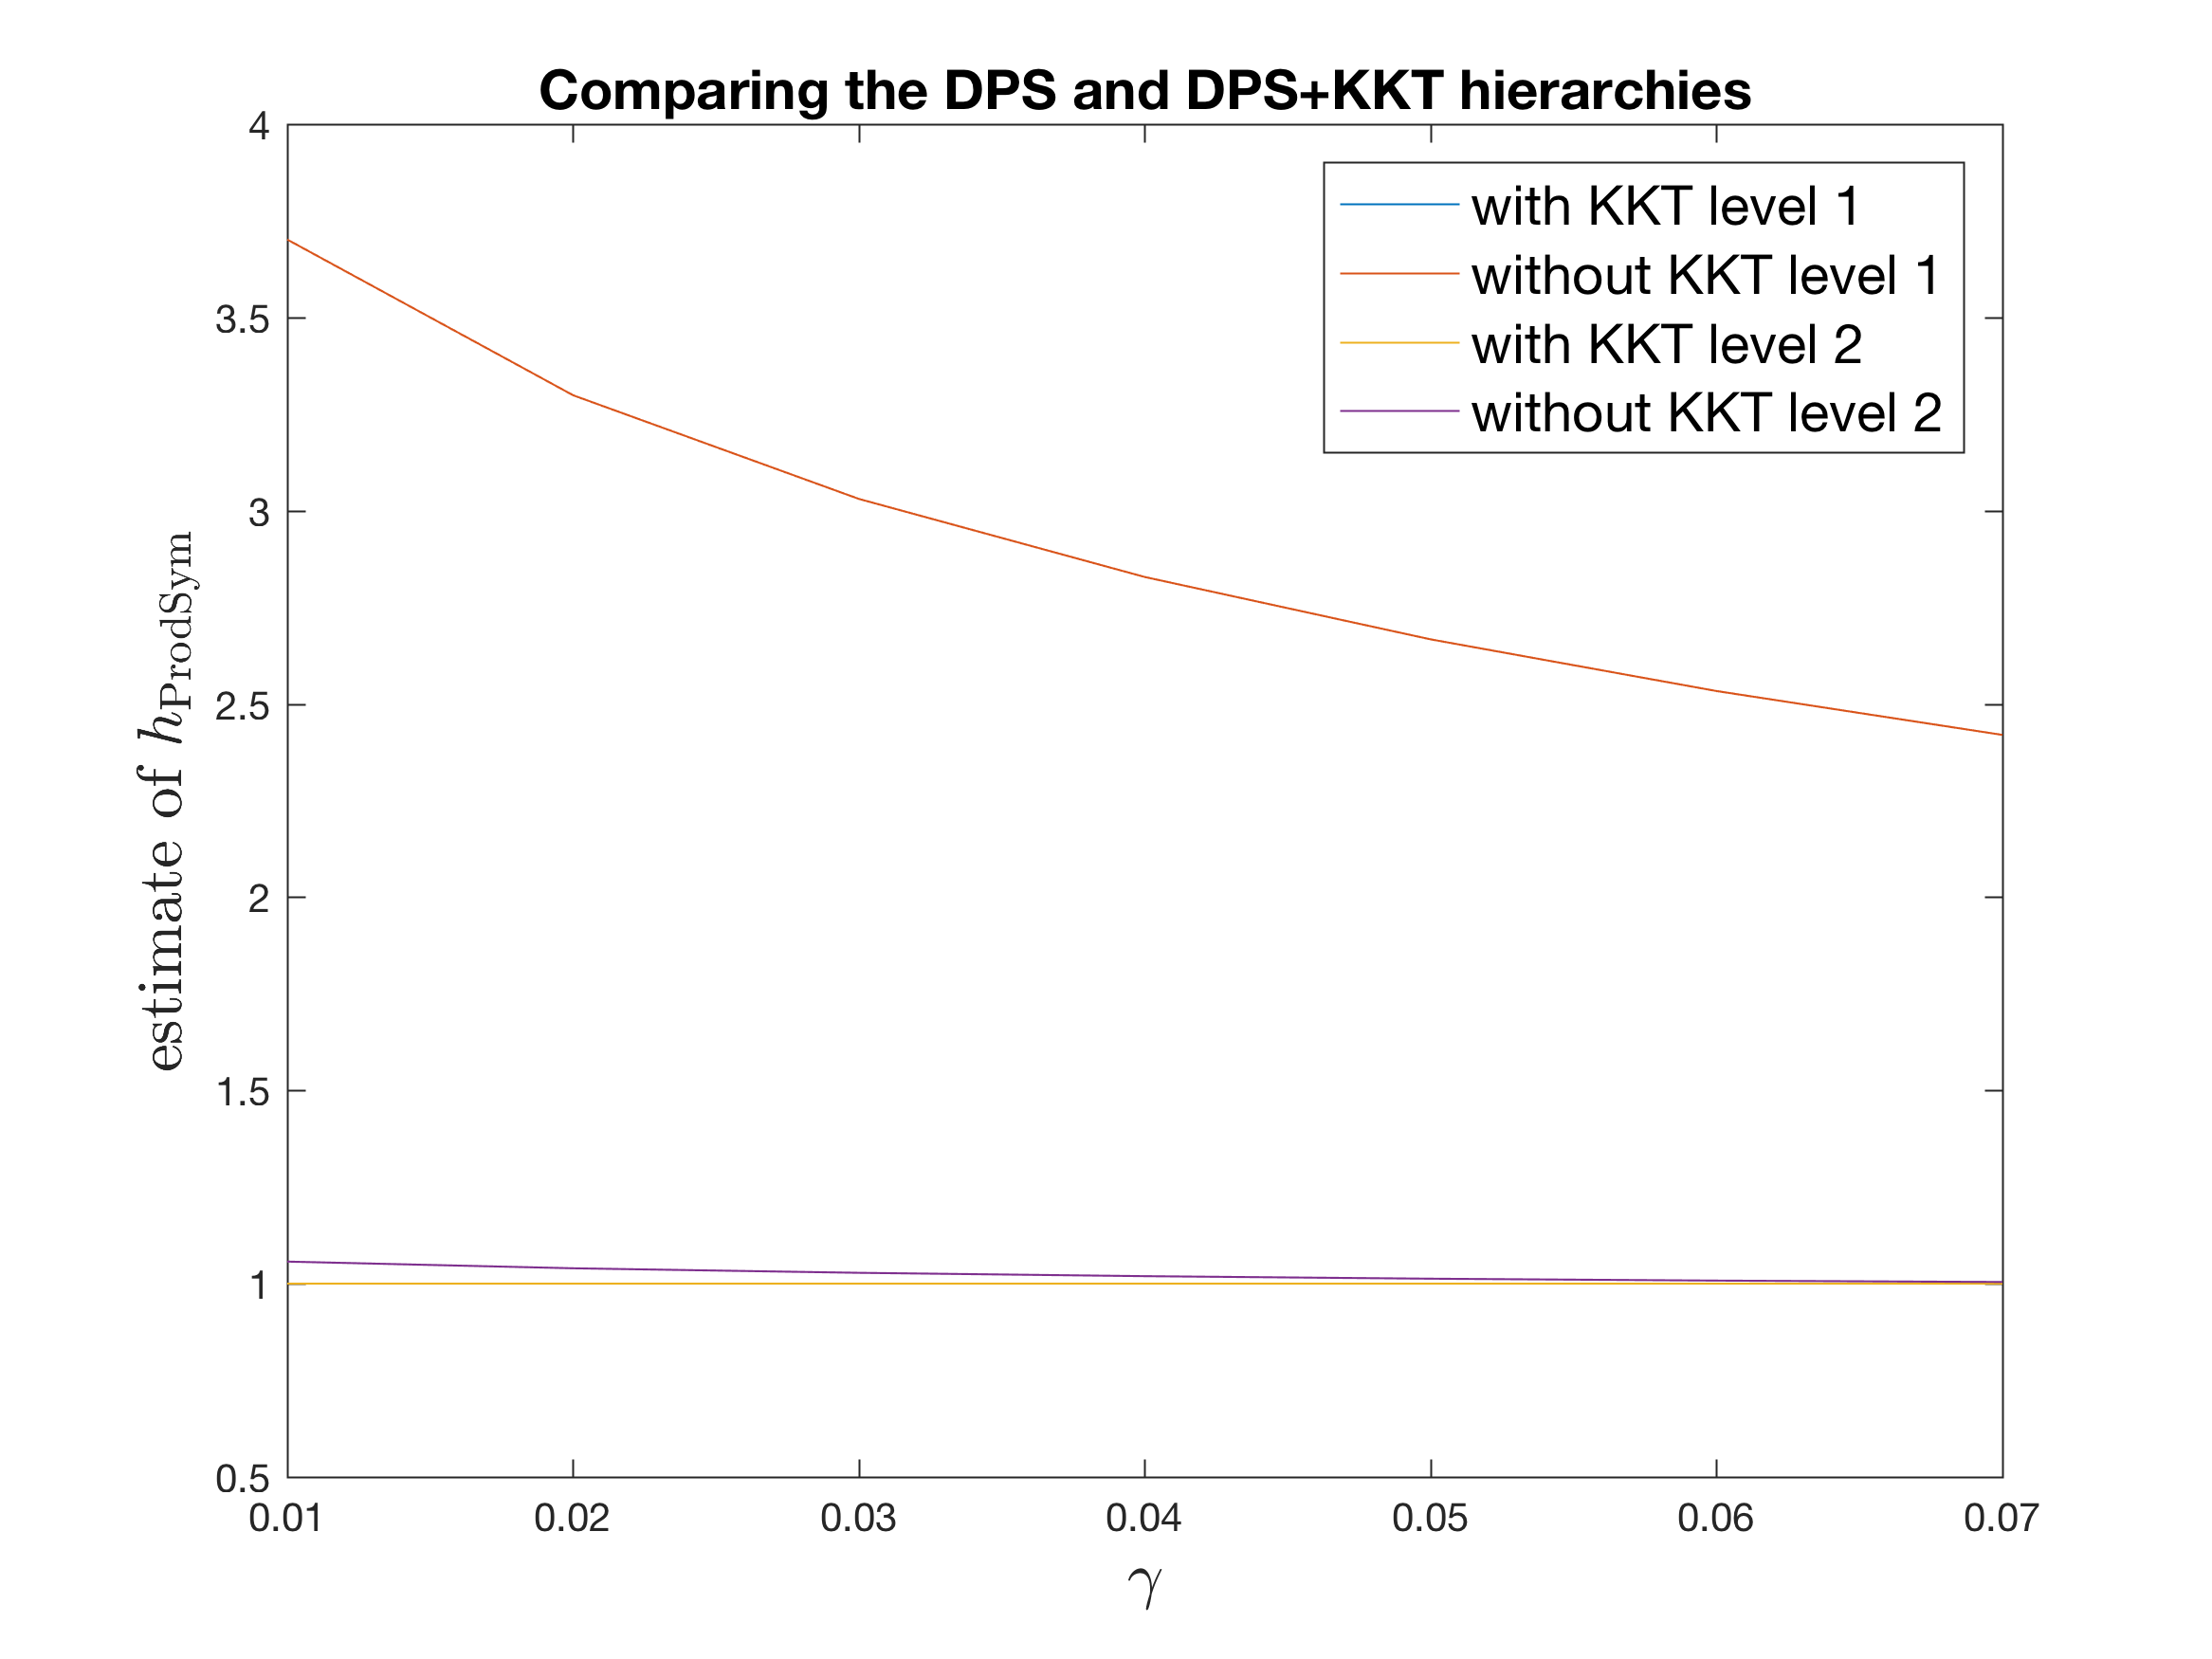 Comparing the DPS and DPS+KKT hierarchies
4
3.5
3
2.5
2
1.5
1
0.5
estimate of h_ProdSym
with KKT level 1
without KKT level 1
with KKT level 2
without KKT level 2
0.01 0.02 0.03 0.04 0.05 0.06 0.07
γ